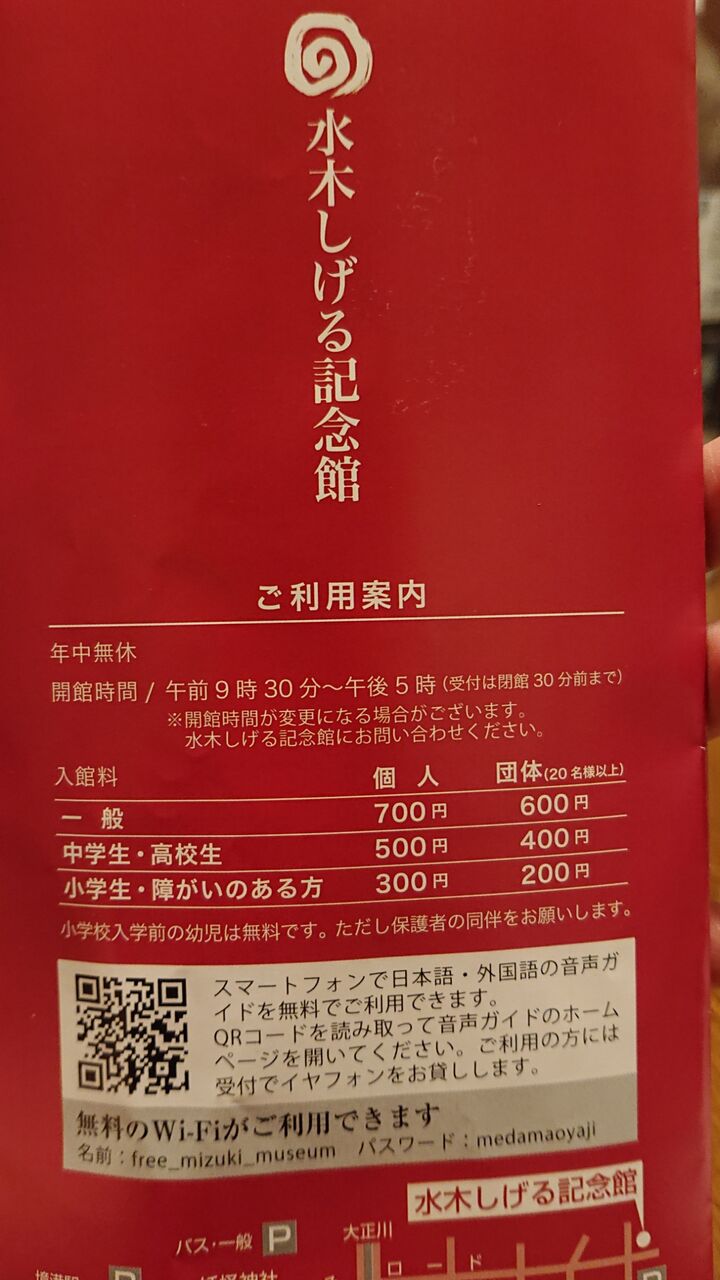 水木しげる記念館
ご利用案内
年中無休
開館時間 / 午前9時30分～午後5時（受付は閉館30分前まで）
※開館時間が変更になる場合がございます。
水木しげる記念館にお問い合わせください。
入館料 個人 団体（20名様以上）
一般 700円 600円
中学生・高校生 500円 400円
小学生・障がいのある方 300円 200円
小学校入学前の幼児は無料です。ただし保護者の同伴をお願いします。
スマートフォンで日本語・外国語の音声ガ
イドを無料でご利用できます。
QRコードを読み取って音声ガイドのホーム
ページを開いてください。ご利用の方には
受付でイヤフォンをお貸しします。
無料のWi-Fiがご利用できます
名前：free_mizuki_museum パスワード：medamaoyaji
水木しげる記念館
バス・一般 P 大正川
ロード
P